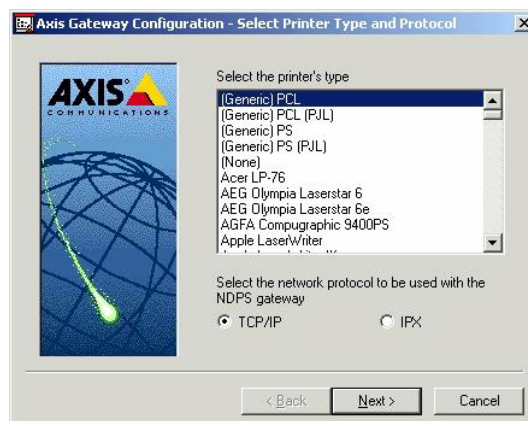 Axis Gateway Configuration - Select Printer Type and Protocol
AXIS
COMMUNICATIONS
Select the printer's type
(Generic) PCL
(Generic) PCL (PJL)
(Generic) PS
(Generic) PS (PJL)
(None)
Acer LP-76
AEG Olympia Laserstar 6
AEG Olympia Laserstar 6e
AGFA Compugraphic 9400PS
Apple LaserWriter
Select the network protocol to be used with the
NDPS gateway
TCP/IP
IPX
< Back
Next >
Cancel